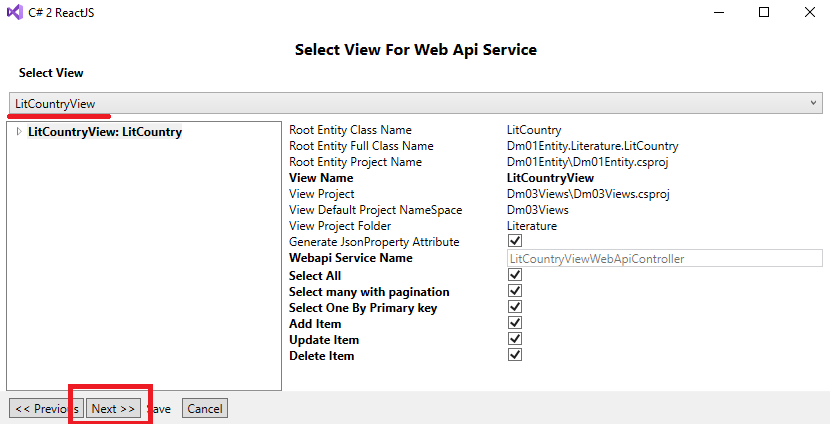 C# 2 ReactJS
Select View For Web Api Service
Select View
LitCountryView
LitCountryView: LitCountry
Root Entity Class Name LitCountry
Root Entity Full Class Name Dm01Entity.Literature.LitCountry
Root Entity Project Name Dm01Entity\Dm01Entity.csproj
View Name LitCountryView
View Project Dm03Views\Dm03Views.csproj
View Default Project NameSpace Dm03Views
View Project Folder Literature
Generate JsonProperty Attribute
Webapi Service Name LitCountryViewWebApiController
Select All
Select many with pagination
Select One By Primary key
Add Item
Update Item
Delete Item
<< Previous Next >> Save Cancel